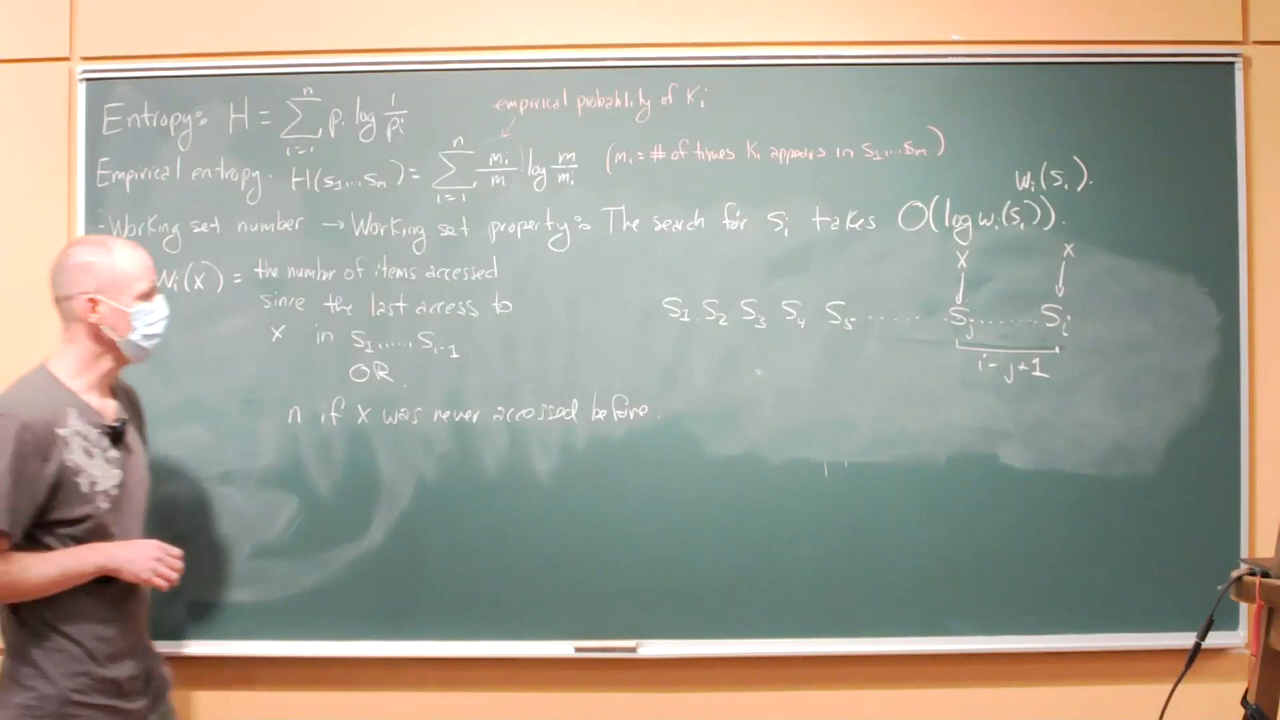 Entropy: H = n Σ i=1 pi log 1/pi
empirical probability of Ki
Empirical entropy. H(s1...sm) = n Σ i=1 mi/m log m/mi (mi = # of times Ki appears in s1...sm)
wi(si).
- Working set number → Working set property: The search for si takes O(log wi(si)).
Wi(x) = the number of items accessed
since the last access to
x in s1,....,si-1
OR
n if x was never accessed before.
x x
S1 S2 S3 S4 S5 ...... Sj ...... Si
i-j+1